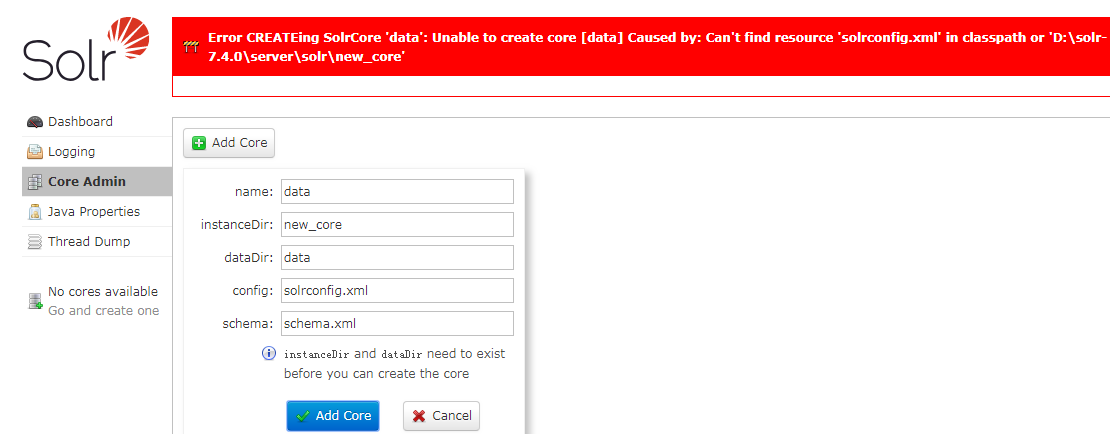 Solr
Error CREATEing SolrCore 'data': Unable to create core [data] Caused by: Can't find resource 'solrconfig.xml' in classpath or 'D:\solr-
7.4.0\server\solr\new_core'
Dashboard
Logging
Core Admin
Java Properties
Thread Dump
No cores available
Go and create one
Add Core
name: data
instanceDir: new_core
dataDir: data
config: solrconfig.xml
schema: schema.xml
instanceDir and dataDir need to exist
before you can create the core
Add Core Cancel